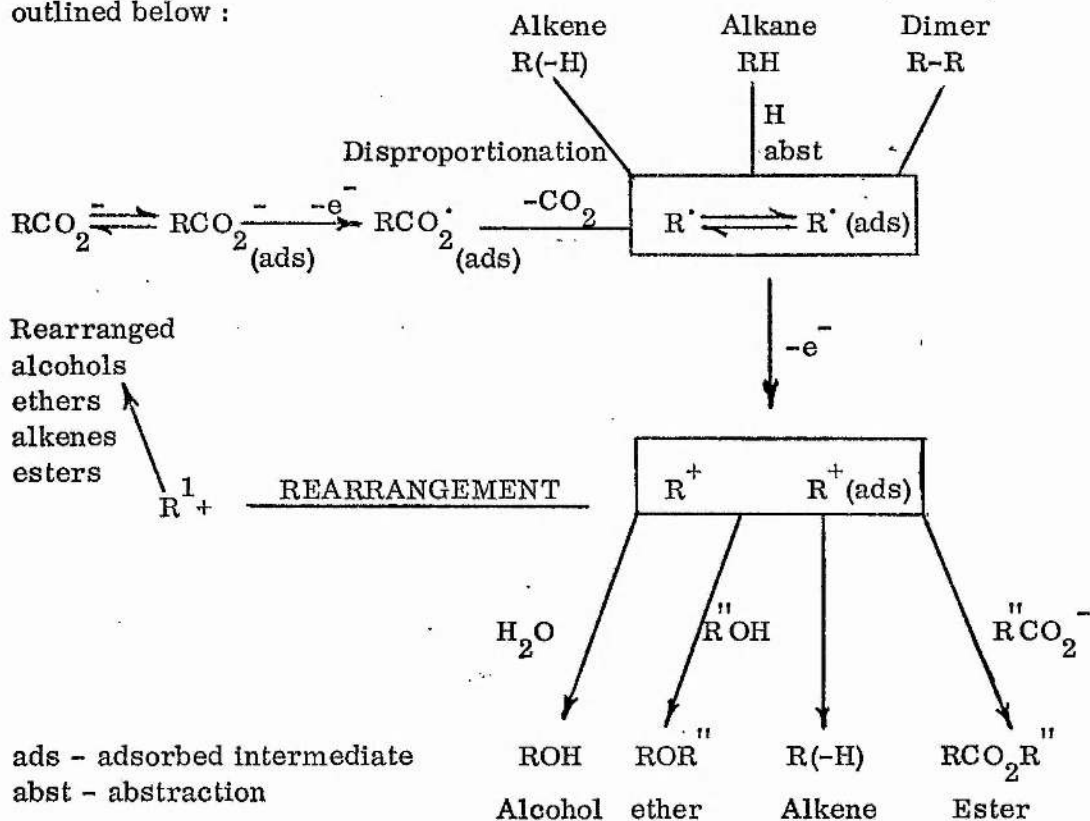 outlined below :
Alkene Alkane Dimer
R(-H) RH R-R
H
Disproportionation abst
RCO₂⁻ ⇌ RCO₂⁻ (ads) -e⁻ → RCO₂• (ads) -CO₂ R• ⇌ R• (ads)
-e⁻
Rearranged
alcohols
ethers
alkenes
esters
R¹+ REARRANGEMENT R⁺ R⁺(ads)
H₂O R"OH R"CO₂⁻
ROH ROR" R(-H) RCO₂R"
Alcohol ether Alkene Ester
ads - adsorbed intermediate
abst - abstraction